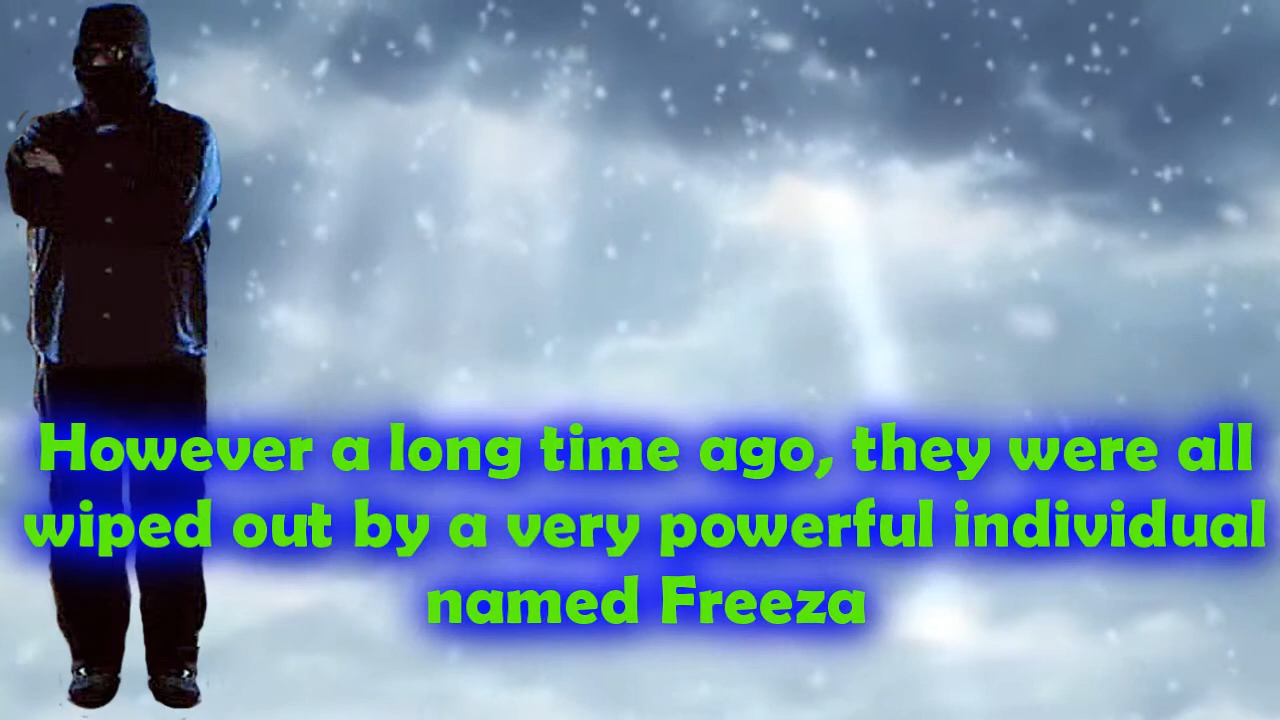 However a long time ago, they were all
wiped out by a very powerful individual
named Freeza